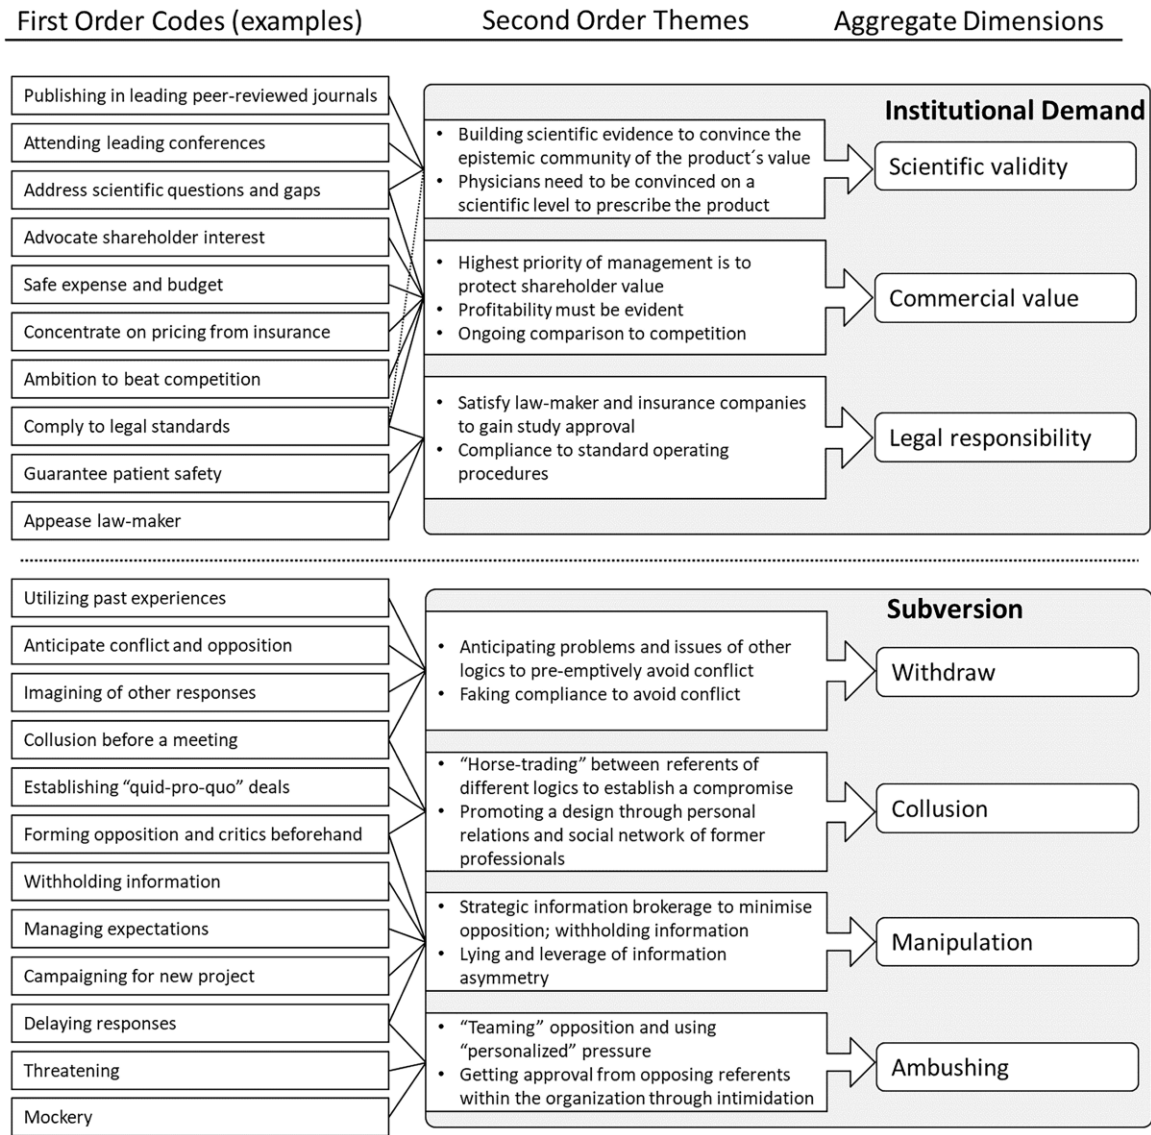 First Order Codes (examples)
Second Order Themes
Aggregate Dimensions
Publishing in leading peer-reviewed journals
Attending leading conferences
Address scientific questions and gaps
Advocate shareholder interest
Safe expense and budget
Concentrate on pricing from insurance
Ambition to beat competition
Comply to legal standards
Guarantee patient safety
Appease law-maker
Institutional Demand
• Building scientific evidence to convince the
epistemic community of the product´s value
• Physicians need to be convinced on a
scientific level to prescribe the product
Scientific validity
• Highest priority of management is to
protect shareholder value
• Profitability must be evident
• Ongoing comparison to competition
Commercial value
• Satisfy law-maker and insurance companies
to gain study approval
• Compliance to standard operating
procedures
Legal responsibility
Utilizing past experiences
Anticipate conflict and opposition
Imagining of other responses
Collusion before a meeting
Establishing “quid-pro-quo” deals
Forming opposition and critics beforehand
Withholding information
Managing expectations
Campaigning for new project
Delaying responses
Threatening
Mockery
Subversion
• Anticipating problems and issues of other
logics to pre-emptively avoid conflict
• Faking compliance to avoid conflict
Withdraw
• “Horse-trading” between referents of
different logics to establish a compromise
• Promoting a design through personal
relations and social network of former
professionals
Collusion
• Strategic information brokerage to minimise
opposition; withholding information
• Lying and leverage of information
asymmetry
Manipulation
• “Teaming” opposition and using
“personalized” pressure
• Getting approval from opposing referents
within the organization through intimidation
Ambushing